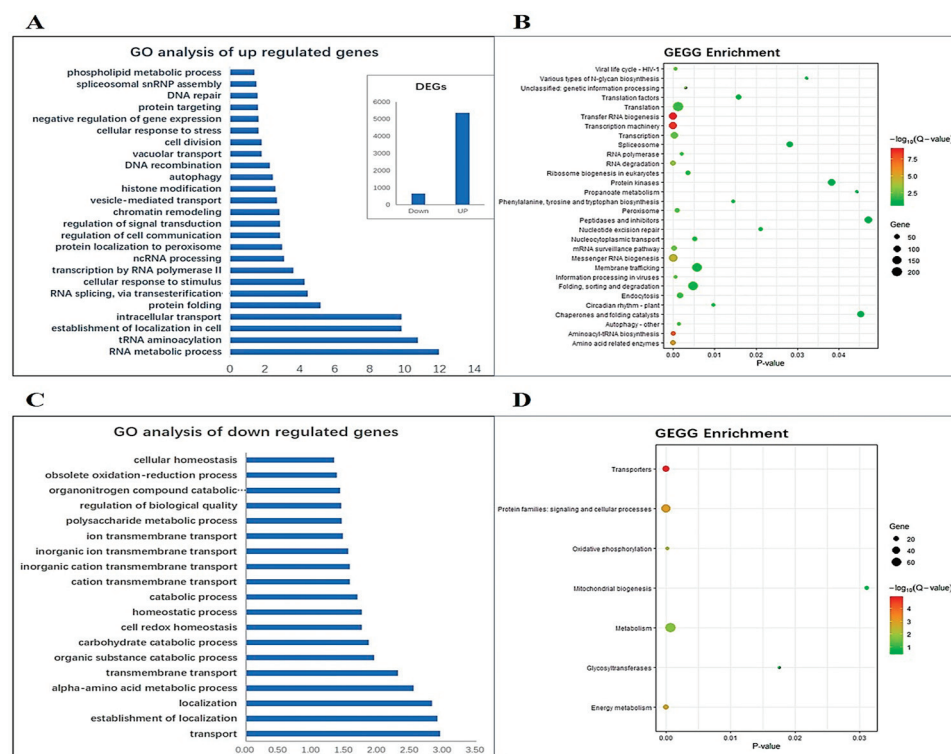 A
GO analysis of up regulated genes
phospholipid metabolic process
spliceosomal snRNP assembly
DNA repair
protein targeting
negative regulation of gene expression
cellular response to stress
cell division
vacuolar transport
DNA recombination
autophagy
histone modification
vesicle-mediated transport
chromatin remodeling
regulation of signal transduction
regulation of cell communication
protein localization to peroxisome
ncRNA processing
transcription by RNA polymerase II
cellular response to stimulus
RNA splicing, via transesterification
protein folding
intracellular transport
establishment of localization in cell
tRNA aminoacylation
RNA metabolic process
0 2 4 6 8 10 12 14
DEGs
6000
5000
4000
3000
2000
1000
0
Down UP
B
GEGG Enrichment
Viral life cycle - HIV-1
Various types of N-glycan biosynthesis
Unclassified: genetic information processing
Translation factors
Translation
Transfer RNA biogenesis
Transcription machinery
Transcription
Spliceosome
RNA polymerase
RNA degradation
Ribosome biogenesis in eukaryotes
Protein kinases
Propanoate metabolism
Phenylalanine, tyrosine and tryptophan biosynthesis
Peroxisome
Peptidases and inhibitors
Nucleotide excision repair
Nucleocytoplasmic transport
mRNA surveillance pathway
Messenger RNA biogenesis
Membrane trafficking
Information processing in viruses
Folding, sorting and degradation
Endocytosis
Circadian rhythm - plant
Chaperones and folding catalysts
Autophagy - other
Aminoacyl-tRNA biosynthesis
Amino acid related enzymes
0.00 0.01 0.02 0.03 0.04
P-value
−log10(Q−value)
7.5
5.0
2.5
Gene
50
100
150
200
C
GO analysis of down regulated genes
cellular homeostasis
obsolete oxidation-reduction process
organonitrogen compound catabolic…
regulation of biological quality
polysaccharide metabolic process
ion transmembrane transport
inorganic ion transmembrane transport
inorganic cation transmembrane transport
cation transmembrane transport
catabolic process
homeostatic process
cell redox homeostasis
carbohydrate catabolic process
organic substance catabolic process
transmembrane transport
alpha-amino acid metabolic process
localization
establishment of localization
transport
0.00 0.50 1.00 1.50 2.00 2.50 3.00 3.50
D
GEGG Enrichment
Transporters
Protein families: signaling and cellular processes
Oxidative phosphorylation
Mitochondrial biogenesis
Metabolism
Glycosyltransferases
Energy metabolism
0.00 0.01 0.02 0.03
P-value
Gene
20
40
60
−log10(Q−value)
4
3
2
1